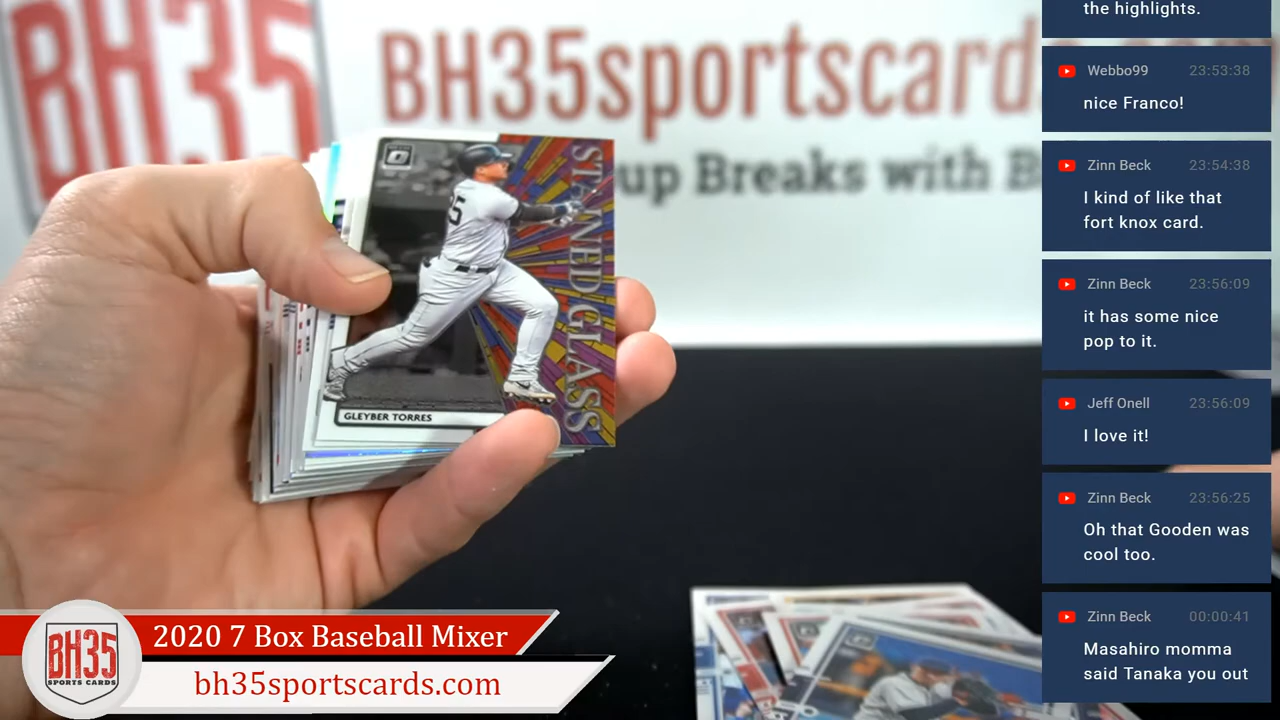 BH35
BH35sportscard
up Breaks with B
STAINED GLASS
GLEYBER TORRES
the highlights.
Webbo99 23:53:38
nice Franco!
Zinn Beck 23:54:38
I kind of like that
fort knox card.
Zinn Beck 23:56:09
it has some nice
pop to it.
Jeff Onell 23:56:09
I love it!
Zinn Beck 23:56:25
Oh that Gooden was
cool too.
Zinn Beck 00:00:41
Masahiro momma
said Tanaka you out
BH35
SPORTS CARDS
2020 7 Box Baseball Mixer
bh35sportscards.com